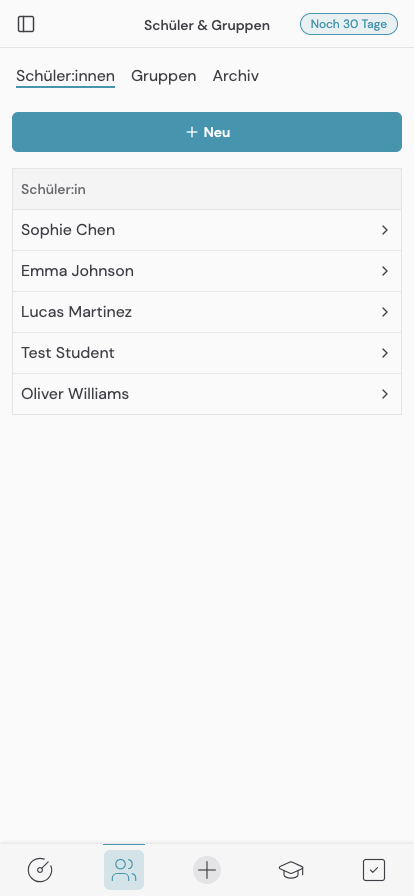 Schüler & Gruppen
Noch 30 Tage
Schüler:innen Gruppen Archiv
+ Neu
Schüler:in
Sophie Chen
Emma Johnson
Lucas Martinez
Test Student
Oliver Williams